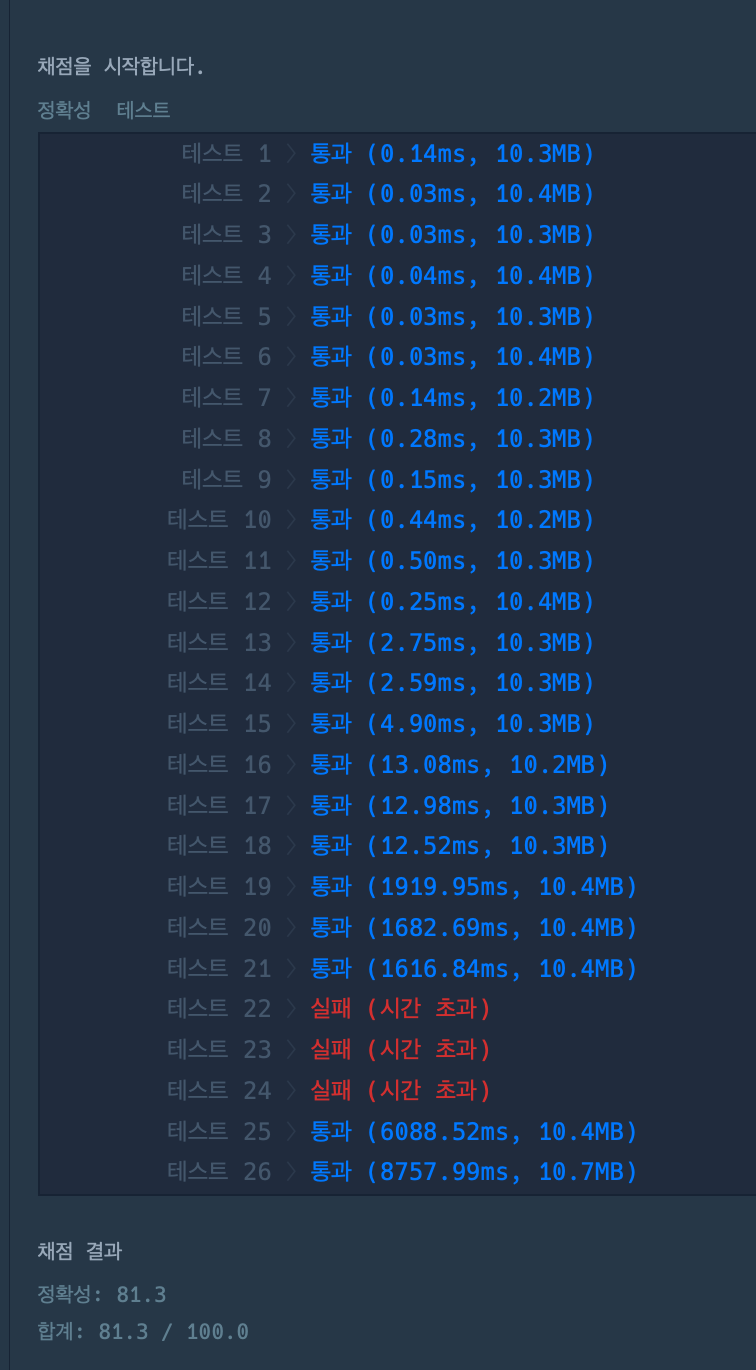 채점을 시작합니다.
정확성 테스트
테스트 1 〉 통과 (0.14ms, 10.3MB)
테스트 2 〉 통과 (0.03ms, 10.4MB)
테스트 3 〉 통과 (0.03ms, 10.3MB)
테스트 4 〉 통과 (0.04ms, 10.4MB)
테스트 5 〉 통과 (0.03ms, 10.3MB)
테스트 6 〉 통과 (0.03ms, 10.4MB)
테스트 7 〉 통과 (0.14ms, 10.2MB)
테스트 8 〉 통과 (0.28ms, 10.3MB)
테스트 9 〉 통과 (0.15ms, 10.3MB)
테스트 10 〉 통과 (0.44ms, 10.2MB)
테스트 11 〉 통과 (0.50ms, 10.3MB)
테스트 12 〉 통과 (0.25ms, 10.4MB)
테스트 13 〉 통과 (2.75ms, 10.3MB)
테스트 14 〉 통과 (2.59ms, 10.3MB)
테스트 15 〉 통과 (4.90ms, 10.3MB)
테스트 16 〉 통과 (13.08ms, 10.2MB)
테스트 17 〉 통과 (12.98ms, 10.3MB)
테스트 18 〉 통과 (12.52ms, 10.3MB)
테스트 19 〉 통과 (1919.95ms, 10.4MB)
테스트 20 〉 통과 (1682.69ms, 10.4MB)
테스트 21 〉 통과 (1616.84ms, 10.4MB)
테스트 22 〉 실패 (시간 초과)
테스트 23 〉 실패 (시간 초과)
테스트 24 〉 실패 (시간 초과)
테스트 25 〉 통과 (6088.52ms, 10.4MB)
테스트 26 〉 통과 (8757.99ms, 10.7MB)
채점 결과
정확성: 81.3
합계: 81.3 / 100.0